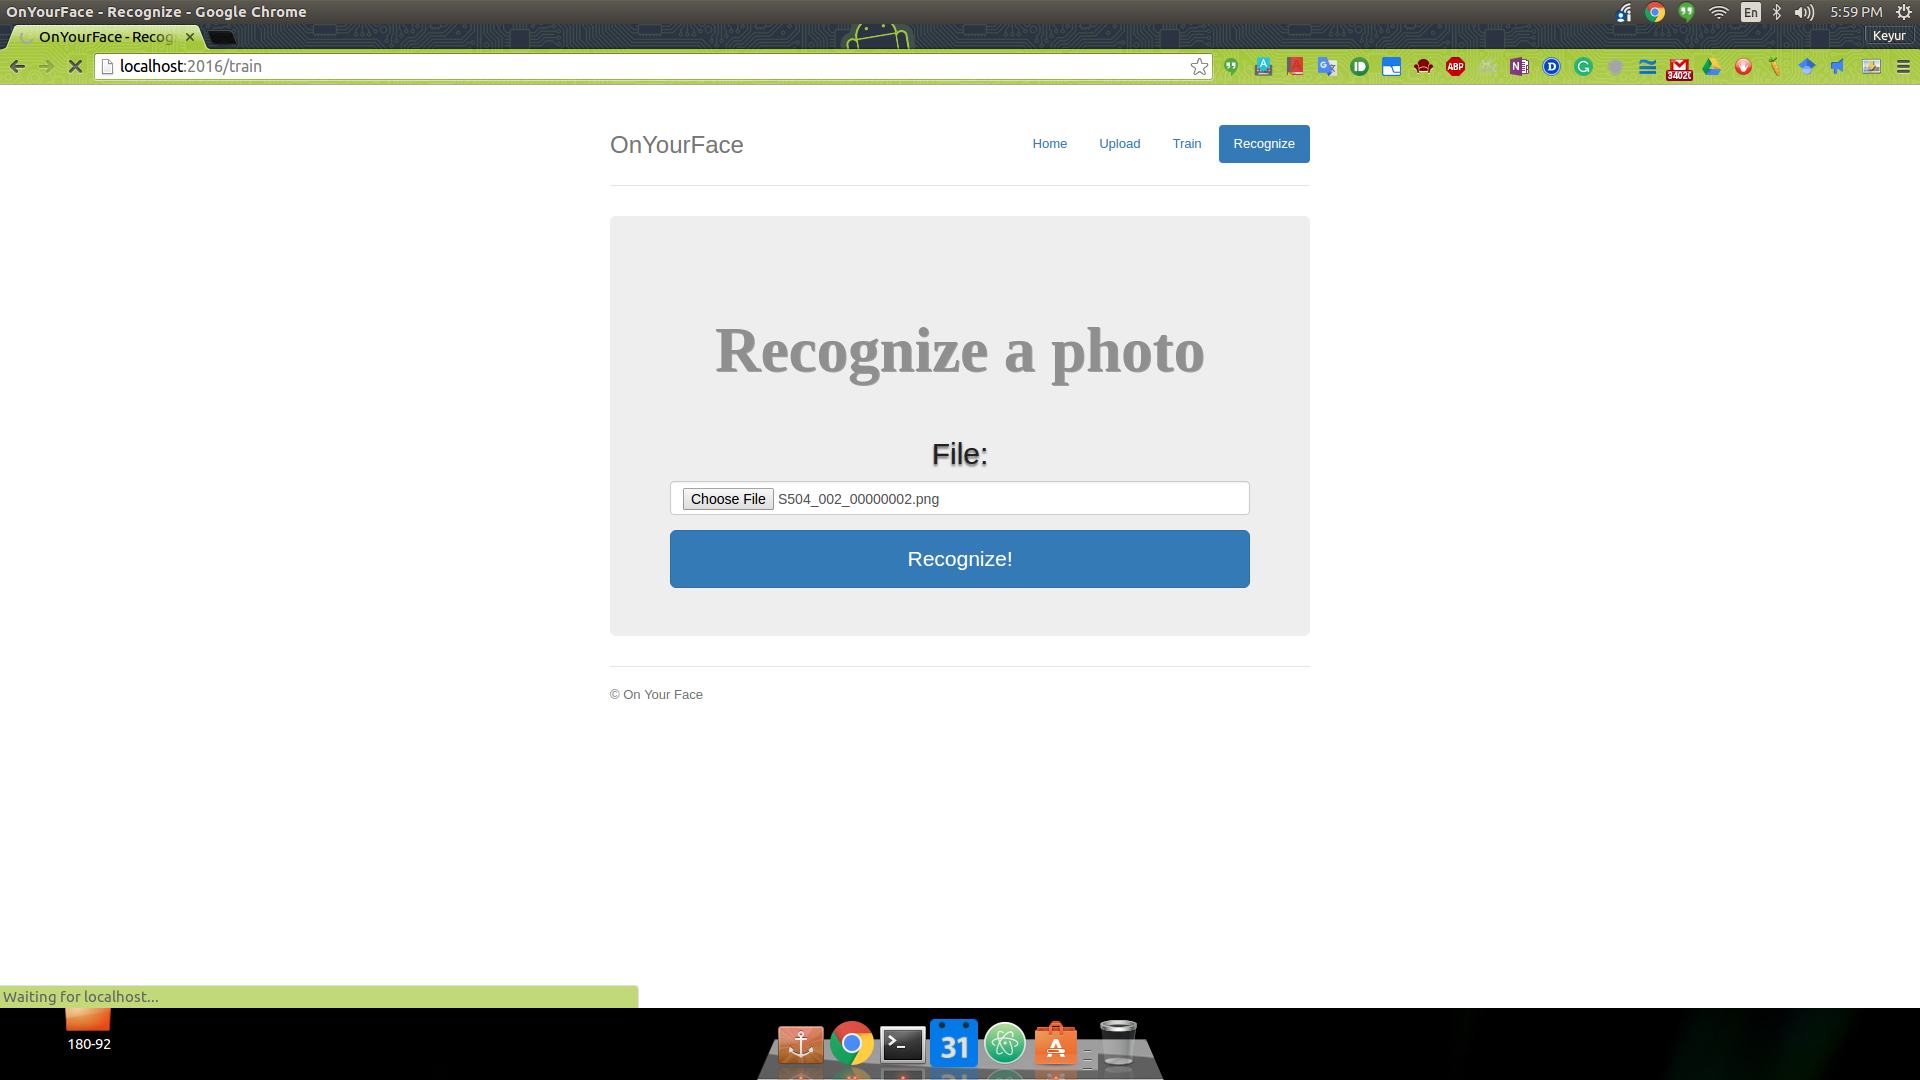 OnYourFace - Recognize - Google Chrome
En
5:59 PM
OnYourFace - Recog
Keyur
localhost:2016/train
ABP
N
D
G
34020
OnYourFace
Home
Upload
Train
Recognize
Recognize a photo
File:
Choose File S504_002_00000002.png
Recognize!
© On Your Face
Waiting for localhost...
180-92
31